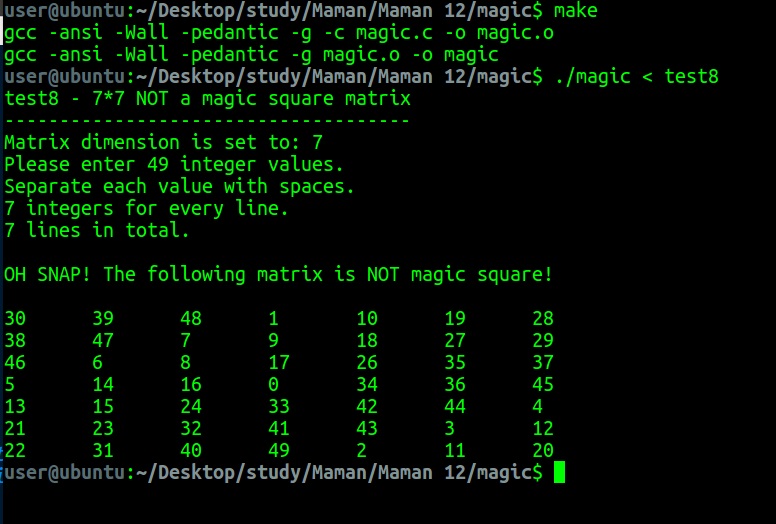 user@ubuntu:~/Desktop/study/Maman/Maman 12/magic$ make
gcc -ansi -Wall -pedantic -g -c magic.c -o magic.o
gcc -ansi -Wall -pedantic -g magic.o -o magic
user@ubuntu:~/Desktop/study/Maman/Maman 12/magic$ ./magic < test8
test8 - 7*7 NOT a magic square matrix
-------------------------------------
Matrix dimension is set to: 7
Please enter 49 integer values.
Separate each value with spaces.
7 integers for every line.
7 lines in total.
OH SNAP! The following matrix is NOT magic square!
30 39 48 1 10 19 28
38 47 7 9 18 27 29
46 6 8 17 26 35 37
5 14 16 0 34 36 45
13 15 24 33 42 44 4
21 23 32 41 43 3 12
22 31 40 49 2 11 20
user@ubuntu:~/Desktop/study/Maman/Maman 12/magic$